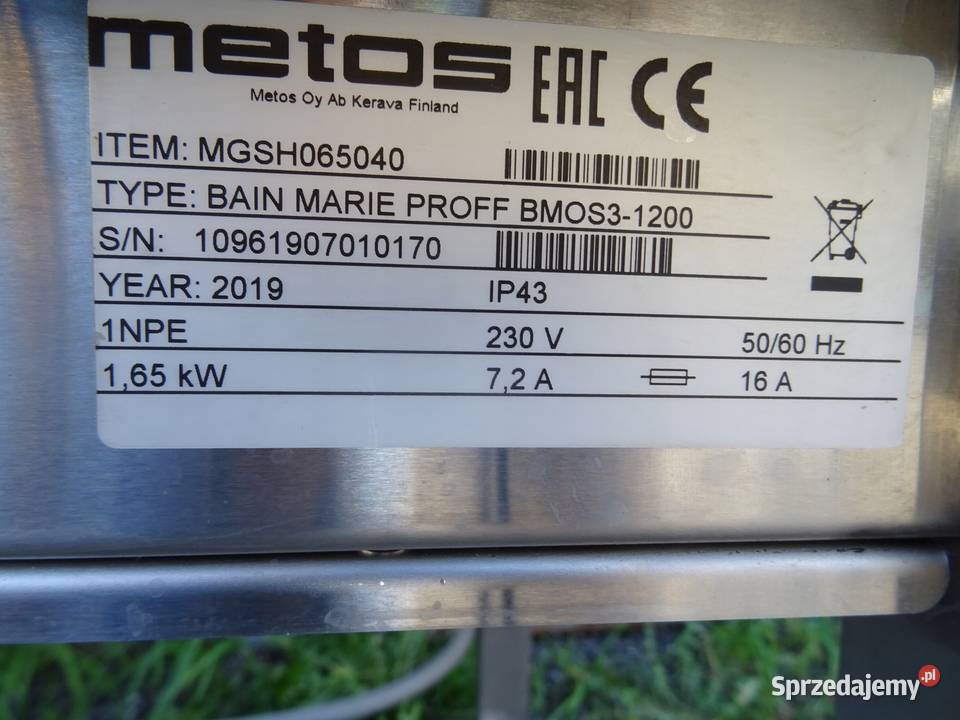 metos
Metos Oy Ab Kerava Finland
EAC CE
ITEM: MGSH065040
TYPE: BAIN MARIE PROFF BMOS3-1200
S/N: 10961907010170
YEAR: 2019 IP43
1NPE 230 V 50/60 Hz
1,65 kW 7,2 A 16 A
Sprzedajemy.pl